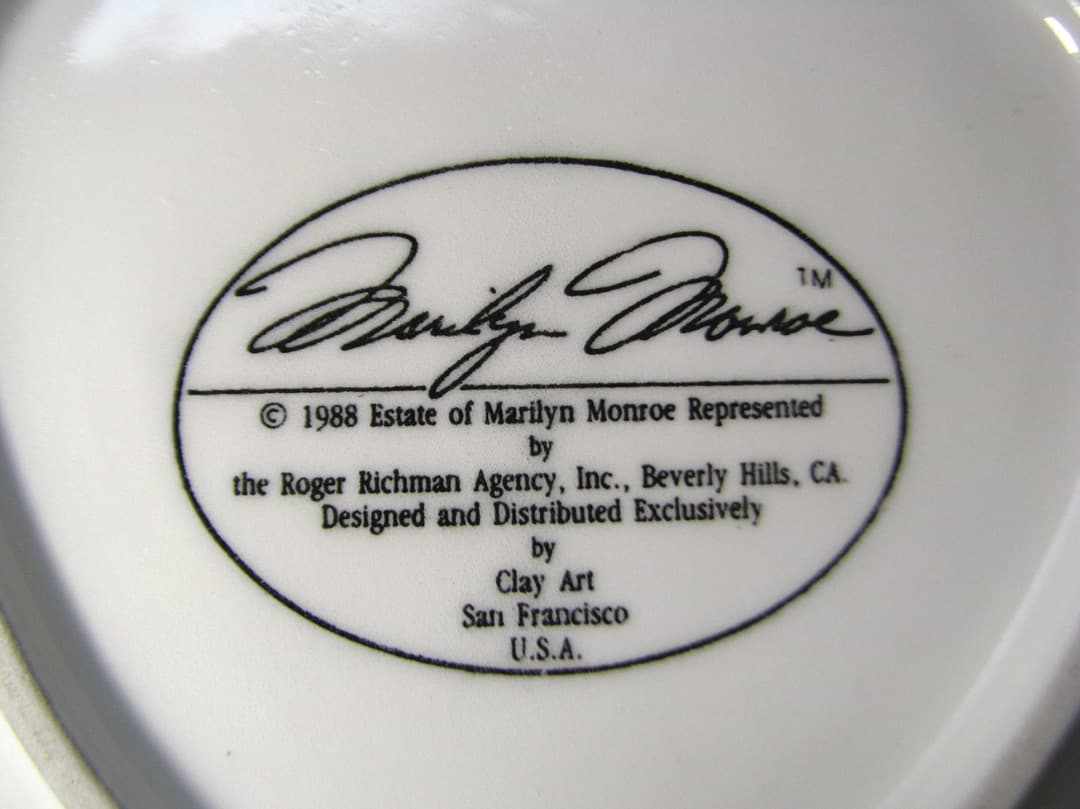 Marilyn Monroe TM
© 1988 Estate of Marilyn Monroe Represented
by
the Roger Richman Agency, Inc., Beverly Hills, CA.
Designed and Distributed Exclusively
by
Clay Art
San Francisco
U.S.A.